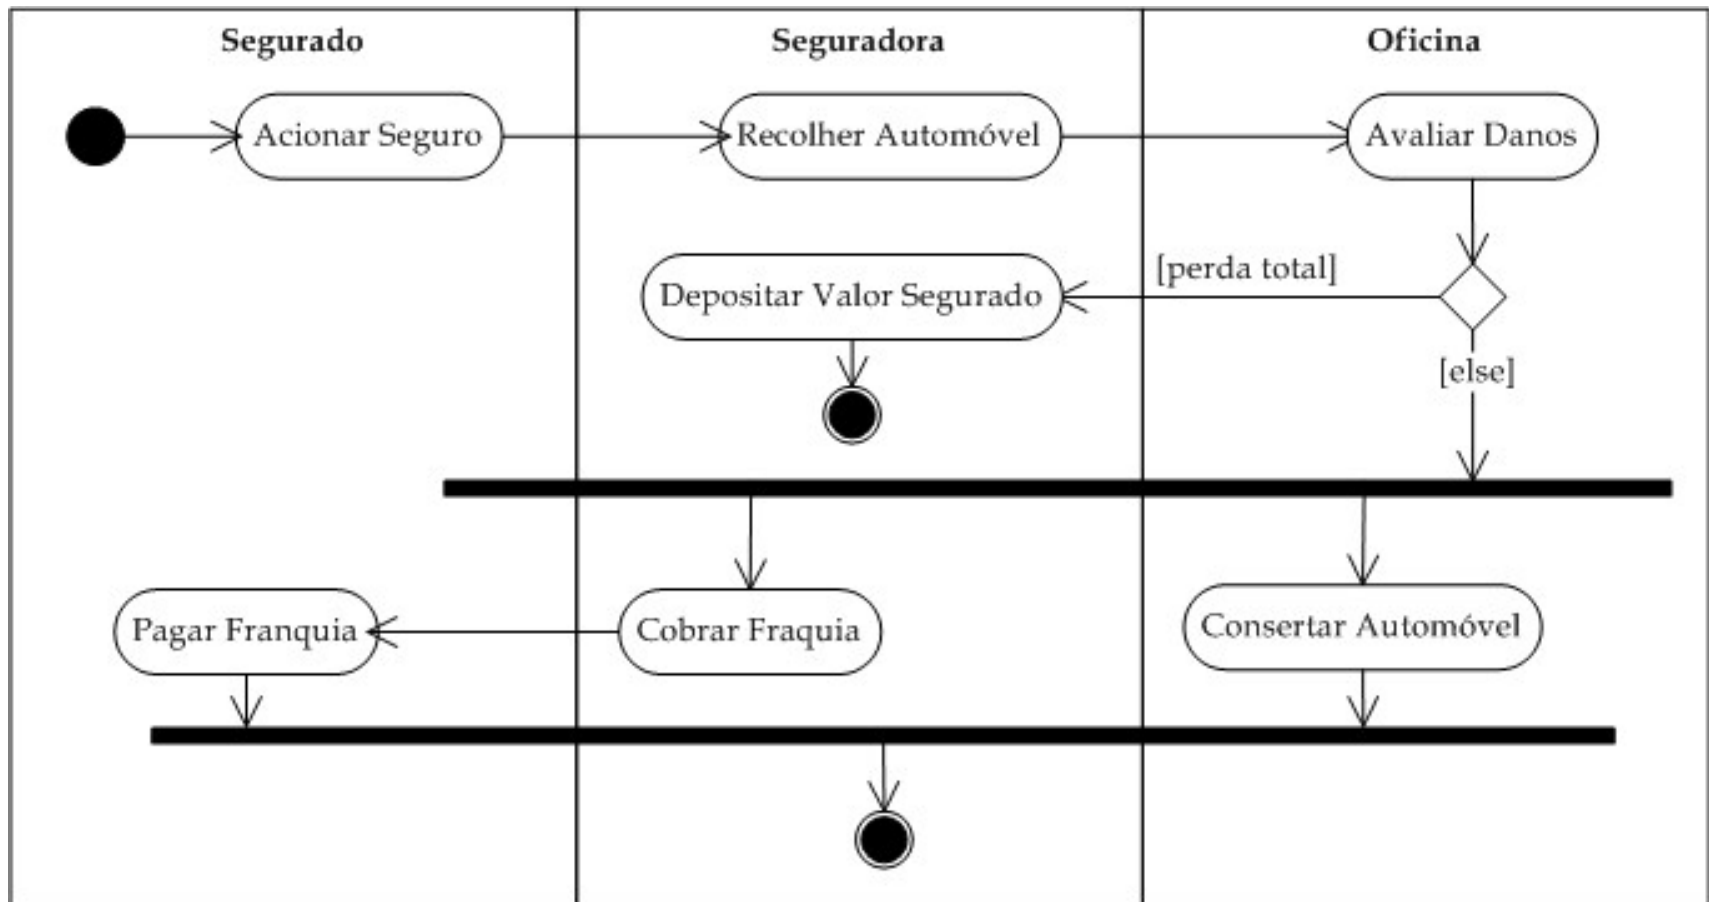 Segurado
Seguradora
Oficina
Acionar Seguro
Recolher Automóvel
Avaliar Danos
[perda total]
Depositar Valor Segurado
[else]
Pagar Franquia
Cobrar Fraquia
Consertar Automóvel